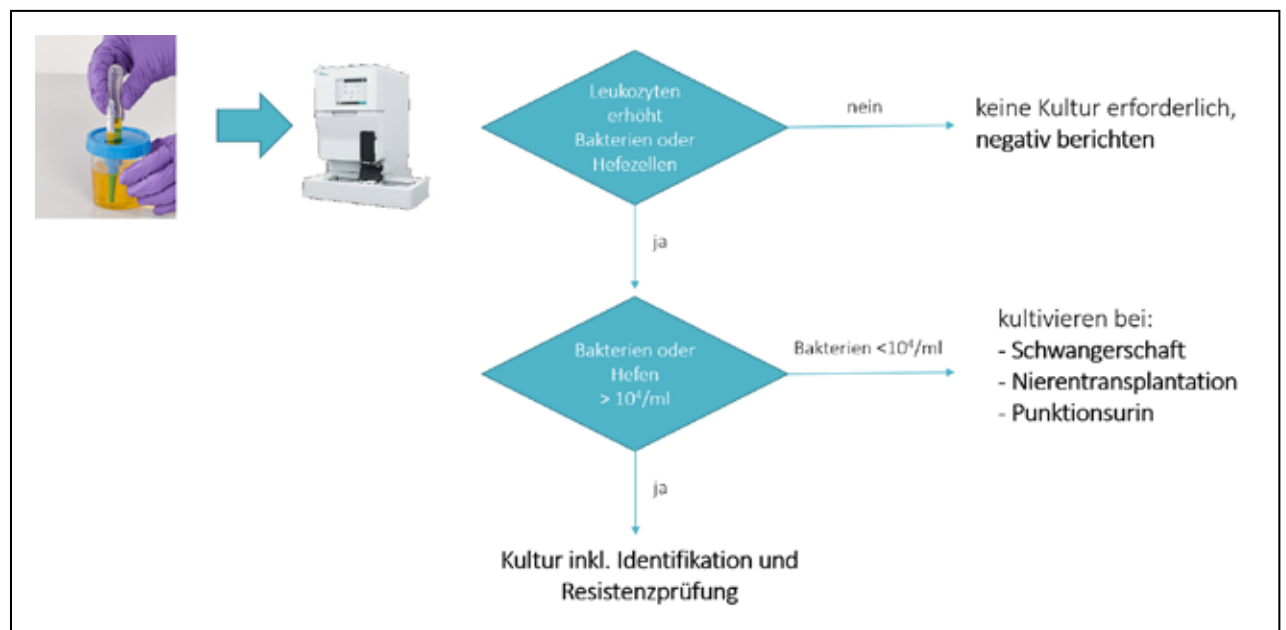 Leukozyten
erhöht
Bakterien oder
Hefezellen
nein
keine Kultur erforderlich,
negativ berichten
ja
Bakterien oder
Hefen
> 10⁴/ml
Bakterien <10⁴/ml
kultivieren bei:
- Schwangerschaft
- Nierentransplantation
- Punktionsurin
ja
Kultur inkl. Identifikation und
Resistenzprüfung